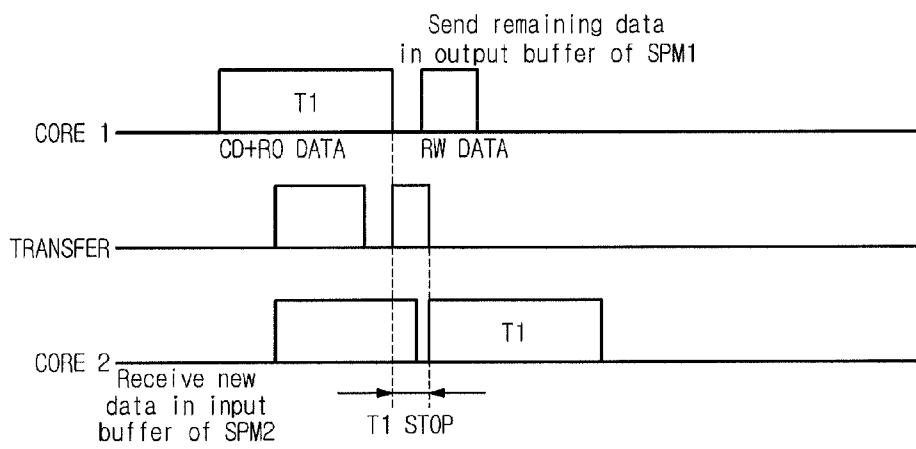 Send remaining data
in output buffer of SPM1
T1
CORE 1
CD+RO DATA
RW DATA
TRANSFER
T1
CORE 2
Receive new
data in input
buffer of SPM2
T1 STOP